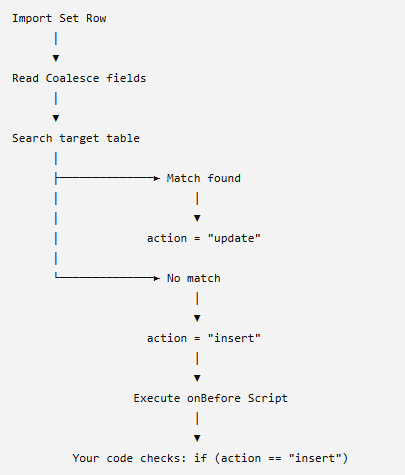 Import Set Row
Read Coalesce fields
Search target table
Match found
action = "update"
No match
action = "insert"
Execute onBefore Script
Your code checks: if (action == "insert")